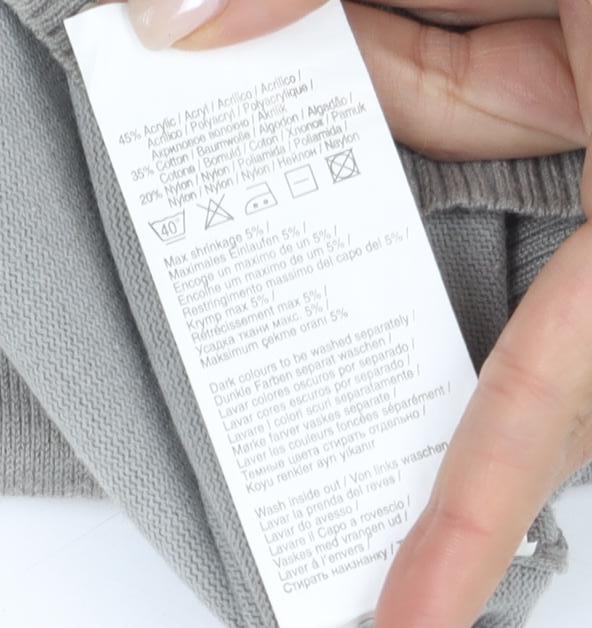 45% Acrylic / Acryl / Acrilico / Acrílico /
Acrílico / Polyacryl / Polyacrylique /
Акриловое волокно / Akrilik
35% Cotton / Baumwolle / Algodon / Algodão /
Cotone / Bomuld / Coton / Хлопок / Pamuk
20% Nylon / Nylon / Poliamida / Poliamida /
Nylon / Nylon / Nylon / Нейлон / Naylon
40°
Max shrinkage 5% /
Maximales Einlaufen 5% /
Encoge un maximo de un 5% /
Encolhe um maximo de um 5% /
Restringimento massimo del capo del 5% /
Krymp max 5% /
Rétrécissement max 5% /
Усадка ткани макс. 5% /
Maksimum çekme oranı 5%
Dark colours to be washed separately /
Dunkle Farben separat waschen /
Lavar colores oscuros por separado /
Lavar cores escuros por separado /
Lavare i colori scuri separatamente /
Mørke farver vaskes separate /
Laver les couleurs foncées séparément /
Темные цвета стирать отдельно /
Koyu renkler ayrı yıkanır
Wash inside out / Von links waschen
Lavar la prenda del reves /
Lavar do avesso /
Lavare il Capo a rovescio /
Vaskes med vrangen ud /
Laver á l'envers /
Стирать наизнанку /